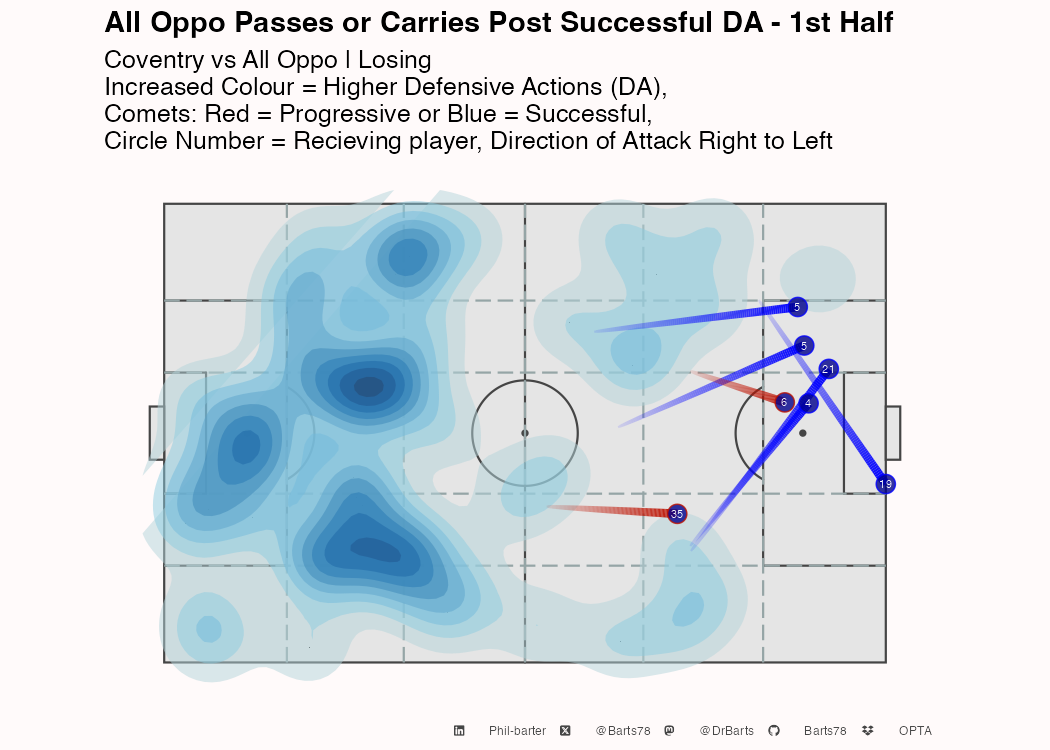 All Oppo Passes or Carries Post Successful DA - 1st Half
Coventry vs All Oppo | Losing
Increased Colour = Higher Defensive Actions (DA),
Comets: Red = Progressive or Blue = Successful,
Circle Number = Recieving player, Direction of Attack Right to Left
5
5
21
6
4
19
35
Phil-barter @Barts78 @DrBarts Barts78 OPTA